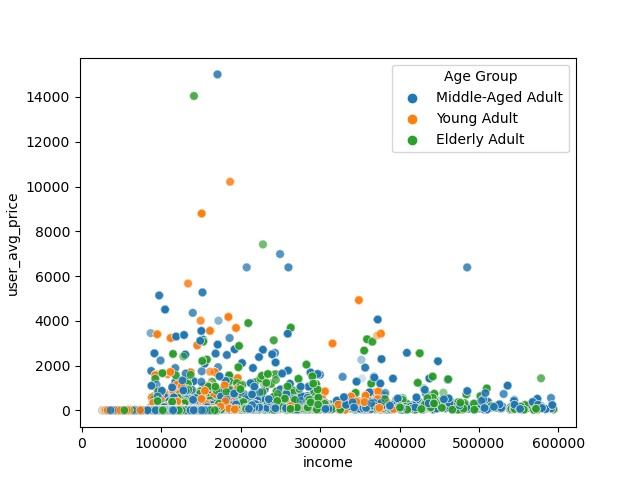 Age Group
Middle-Aged Adult
Young Adult
Elderly Adult
user_avg_price
14000
12000
10000
8000
6000
4000
2000
0
0 100000 200000 300000 400000 500000 600000
income